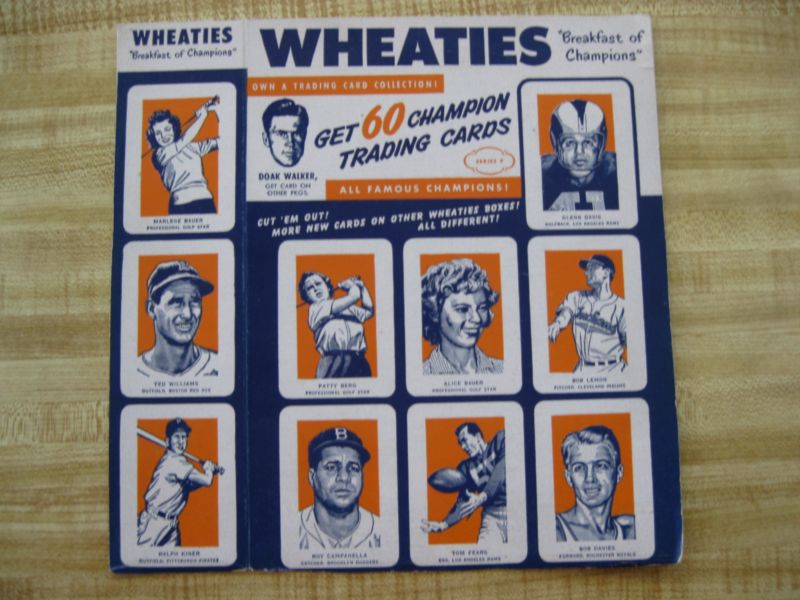 WHEATIES
"Breakfast of Champions"
WHEATIES
"Breakfast of
Champions"
OWN A TRADING CARD COLLECTION!
GET 60 CHAMPION
TRADING CARDS
DOAK WALKER,
GET CARD ON
OTHER PKGS.
ALL FAMOUS CHAMPIONS!
CUT 'EM OUT!
MORE NEW CARDS ON OTHER WHEATIES BOXES!
ALL DIFFERENT!
MARLENE BAUER
PROFESSIONAL GOLF STAR
GLENN DAVIS
HALFBACK, LOS ANGELES RAMS
41
TED WILLIAMS
OUTFIELD, BOSTON RED SOX
PATTY BERG
PROFESSIONAL GOLF STAR
ALICE BAUER
PROFESSIONAL GOLF STAR
BOB LEMON
PITCHER, CLEVELAND INDIANS
RALPH KINER
OUTFIELD, PITTSBURGH PIRATES
B
ROY CAMPANELLA
CATCHER, BROOKLYN DODGERS
TOM FEARS
END, LOS ANGELES RAMS
BOB DAVIES
FORWARD, ROCHESTER ROYALS